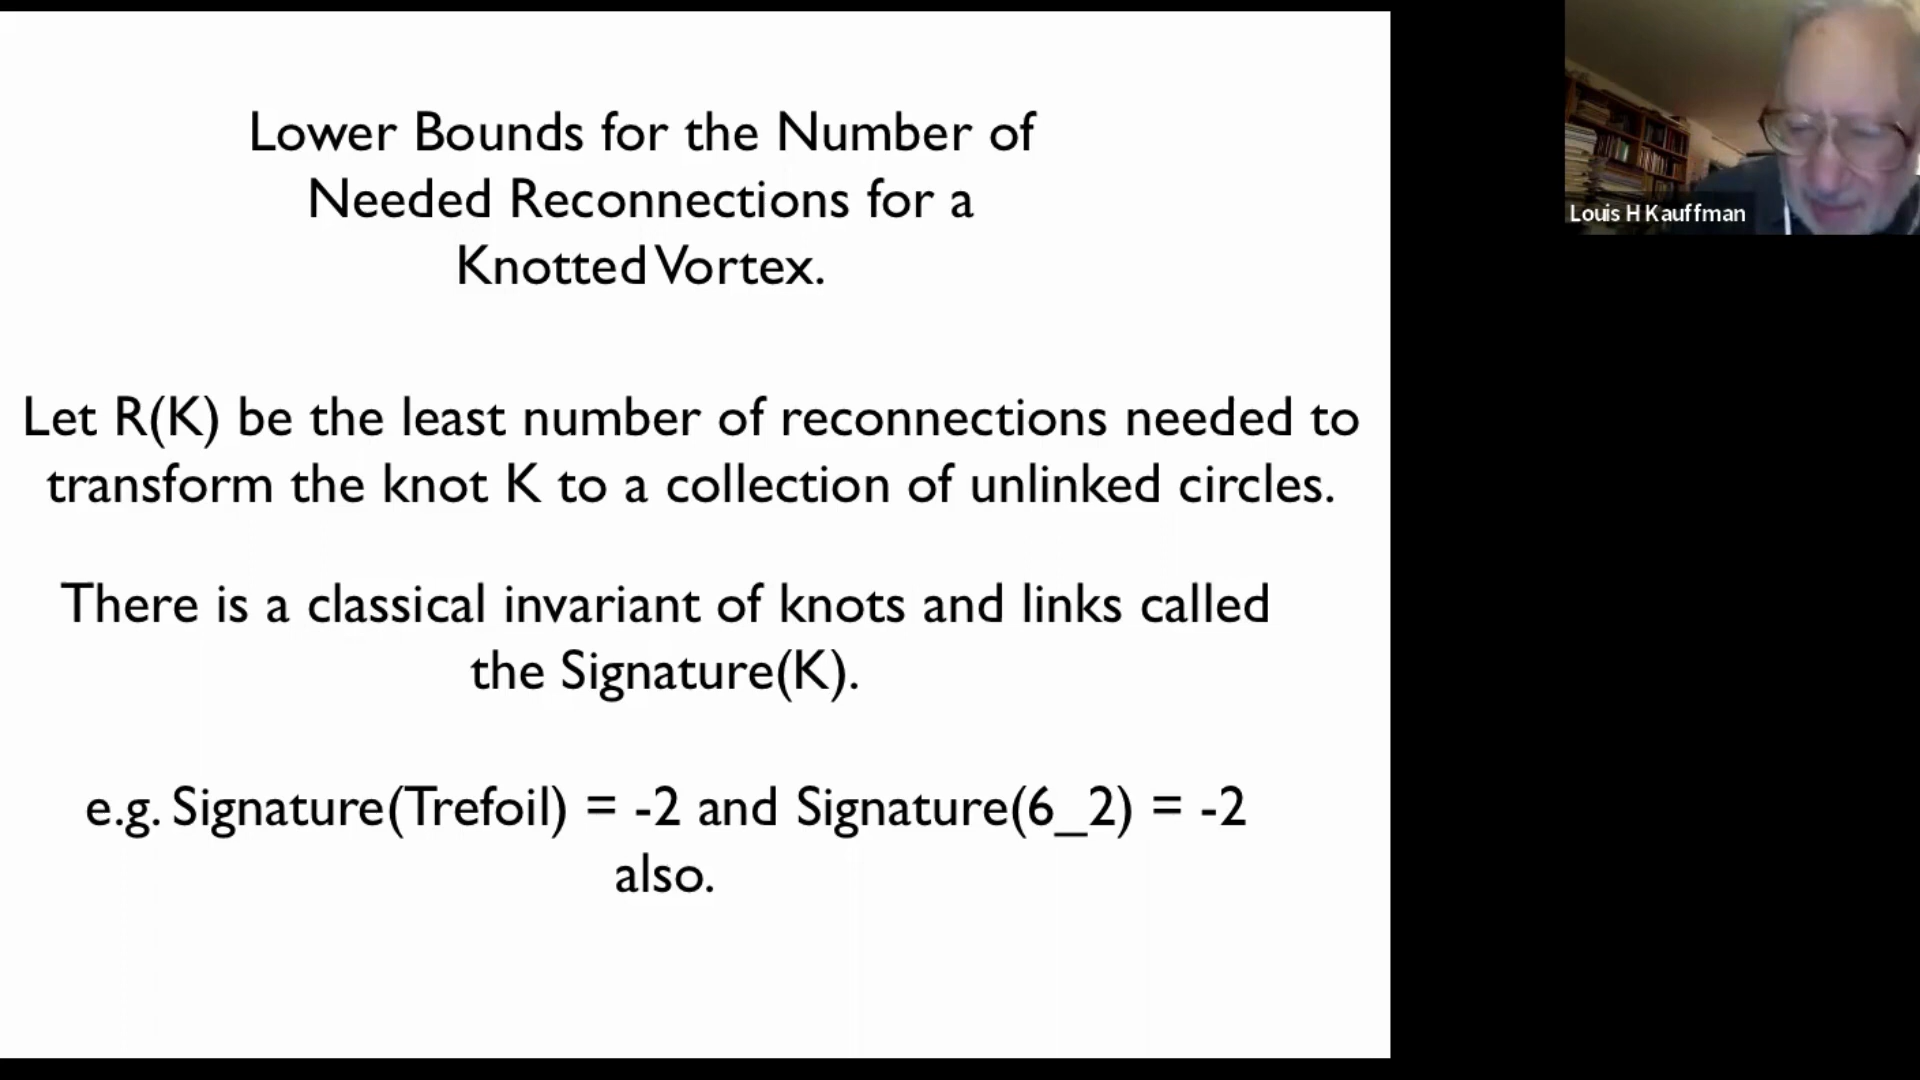 Lower Bounds for the Number of
Needed Reconnections for a
Knotted Vortex.
Let R(K) be the least number of reconnections needed to
transform the knot K to a collection of unlinked circles.
There is a classical invariant of knots and links called
the Signature(K).
e.g. Signature(Trefoil) = -2 and Signature(6_2) = -2
also.
Louis H Kauffman